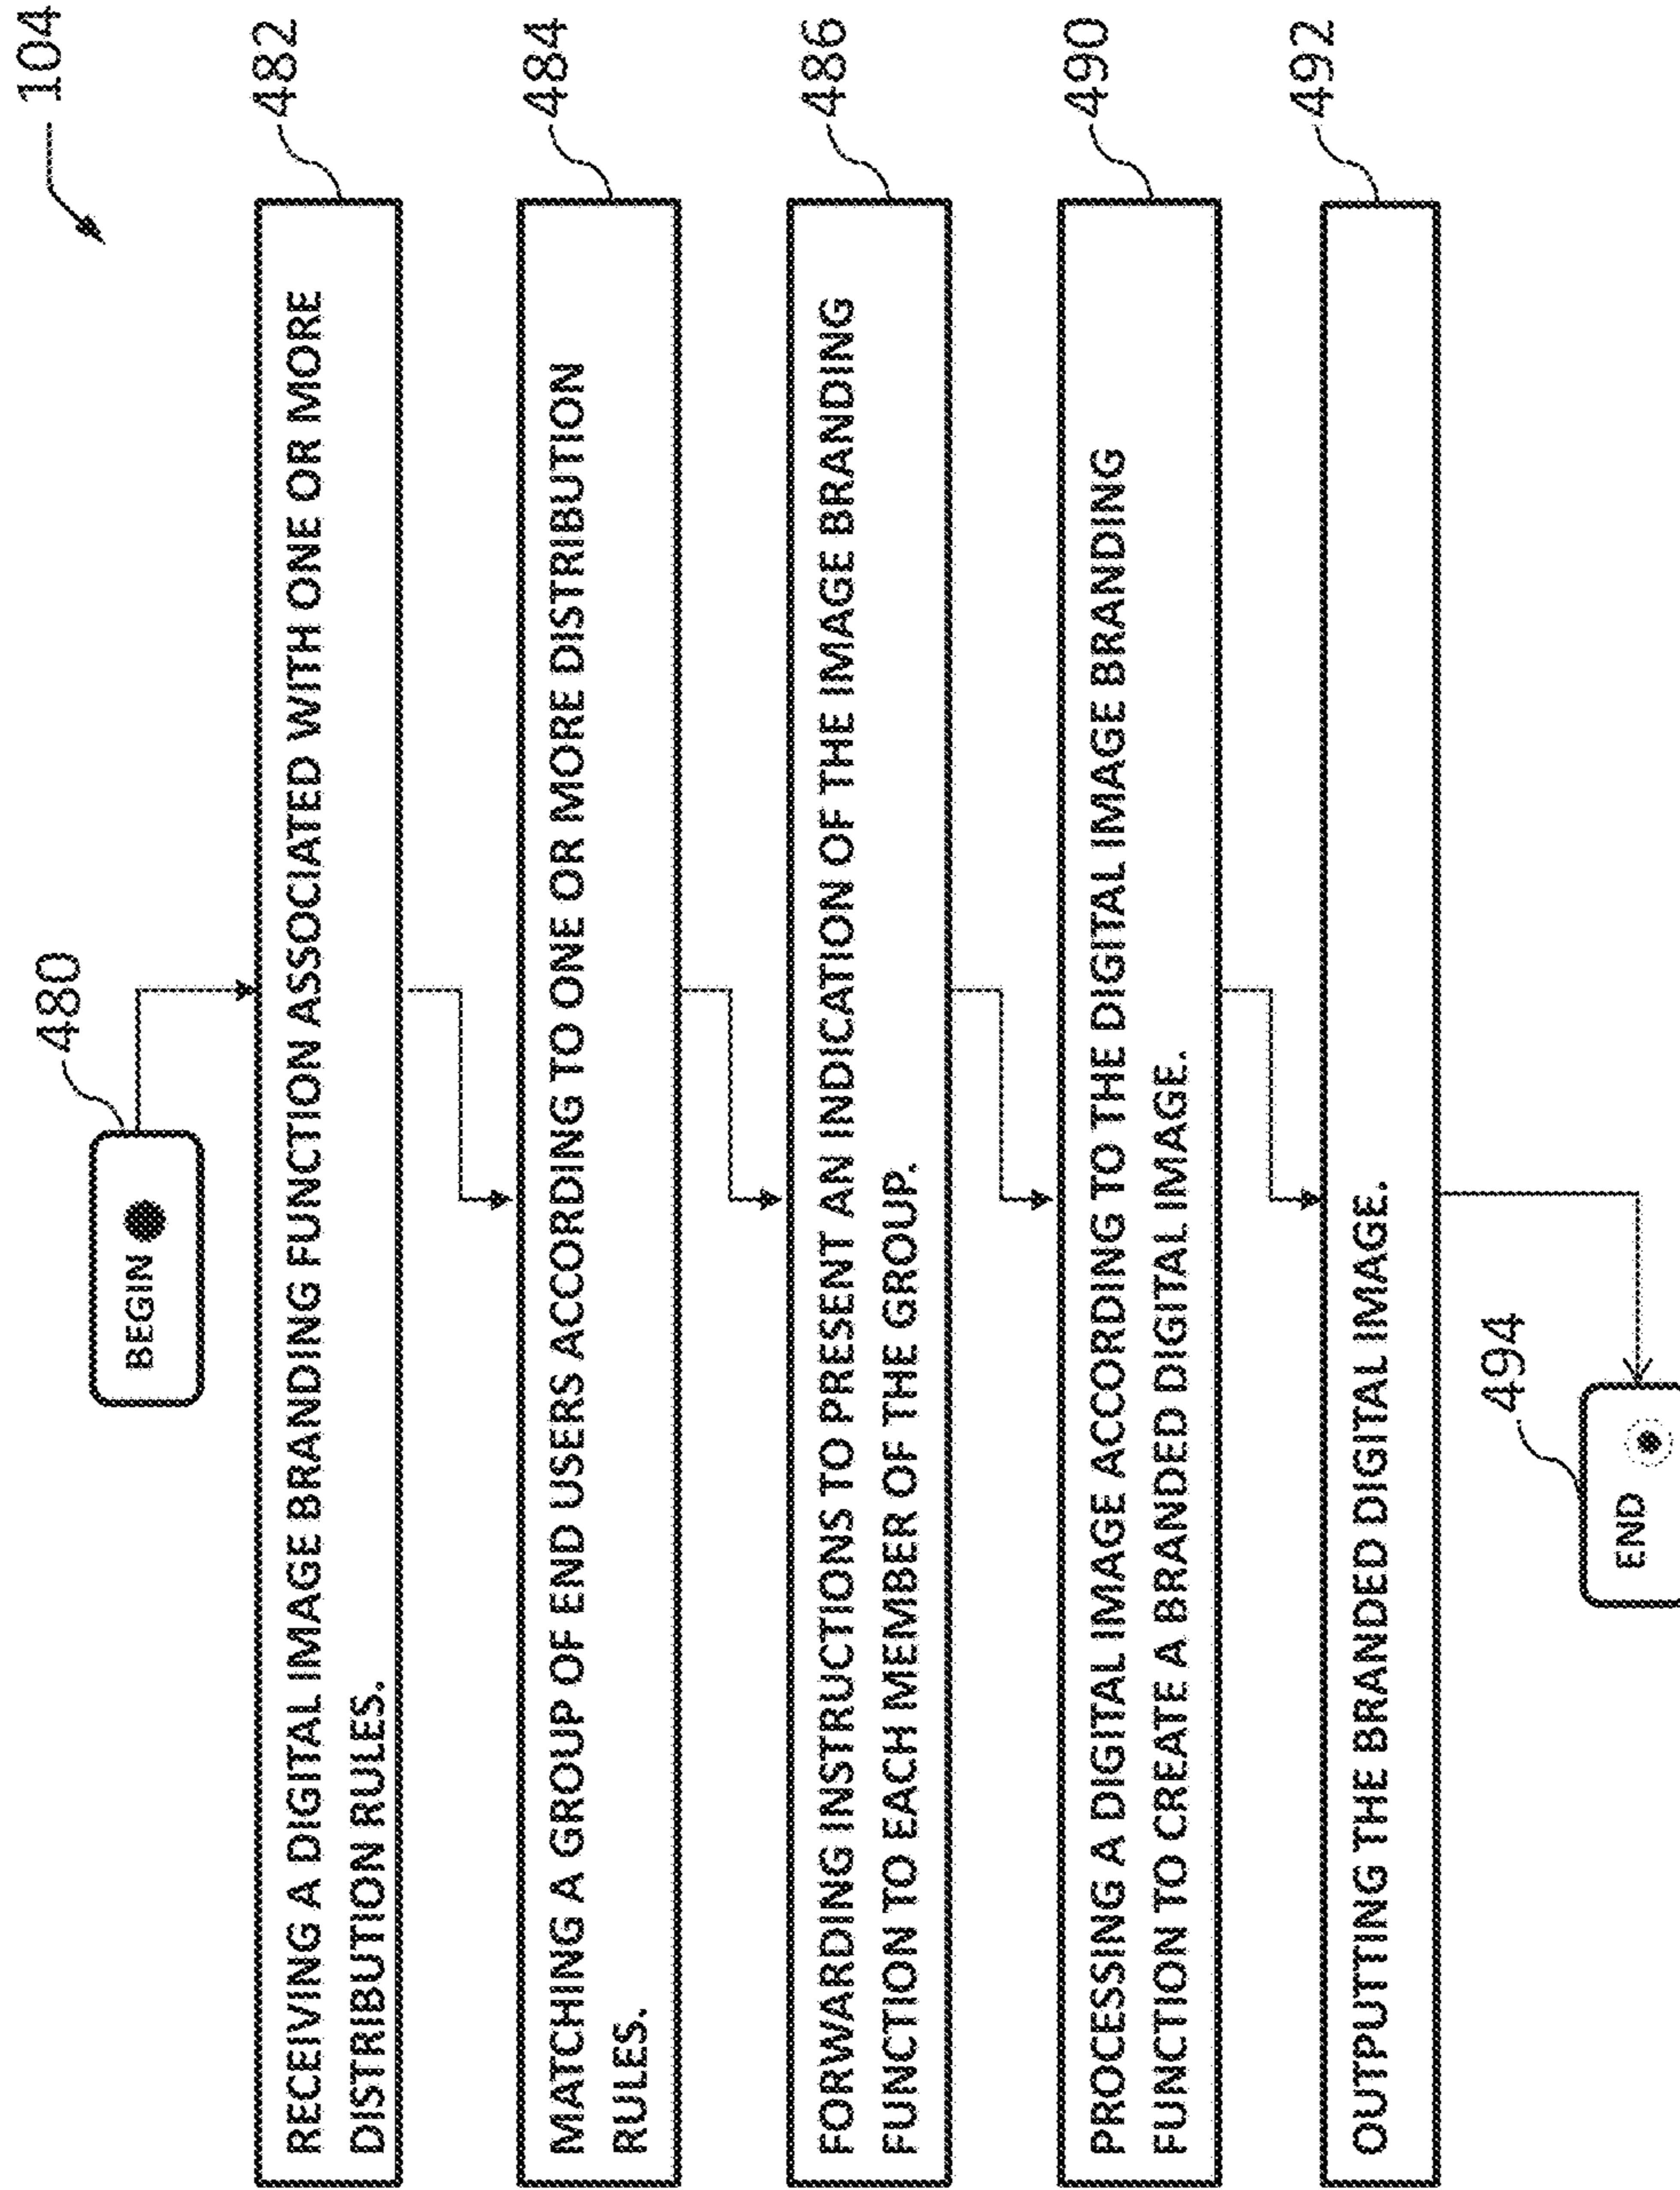 104
480
BEGIN
482
RECEIVING A DIGITAL IMAGE BRANDING FUNCTION ASSOCIATED WITH ONE OR MORE
DISTRIBUTION RULES.
484
MATCHING A GROUP OF END USERS ACCORDING TO ONE OR MORE DISTRIBUTION
RULES.
486
FORWARDING INSTRUCTIONS TO PRESENT AN INDICATION OF THE IMAGE BRANDING
FUNCTION TO EACH MEMBER OF THE GROUP.
490
PROCESSING A DIGITAL IMAGE ACCORDING TO THE DIGITAL IMAGE BRANDING
FUNCTION TO CREATE A BRANDED DIGITAL IMAGE.
492
OUTPUTTING THE BRANDED DIGITAL IMAGE.
494
END